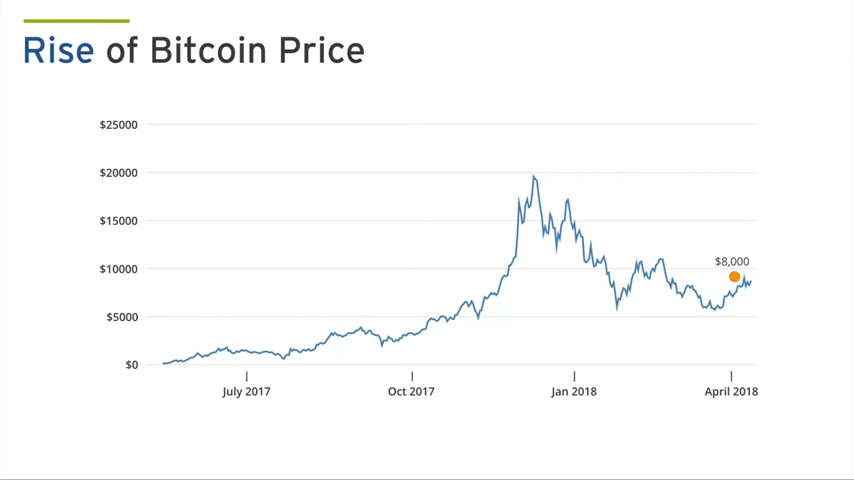 Rise of Bitcoin Price
$25000
$20000
$15000
$10000
$5000
$0
$8,000
July 2017
Oct 2017
Jan 2018
April 2018